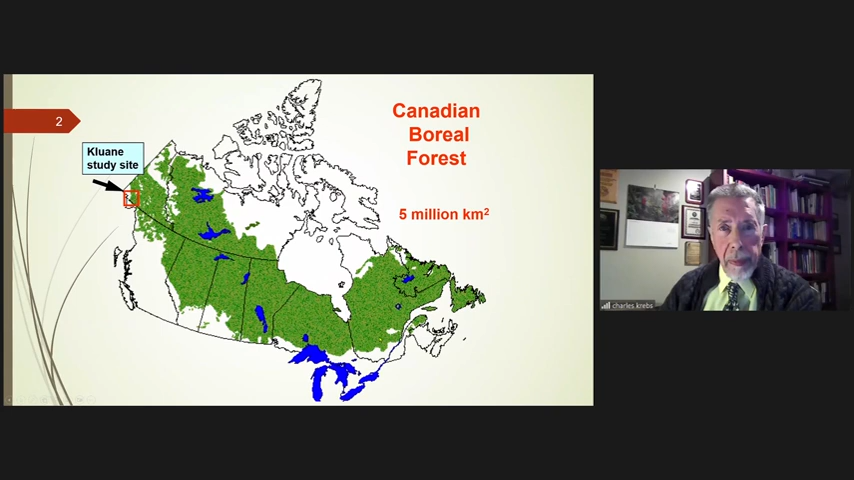 2
Kluane
study site
Canadian
Boreal
Forest
5 million km²
charles.krebs